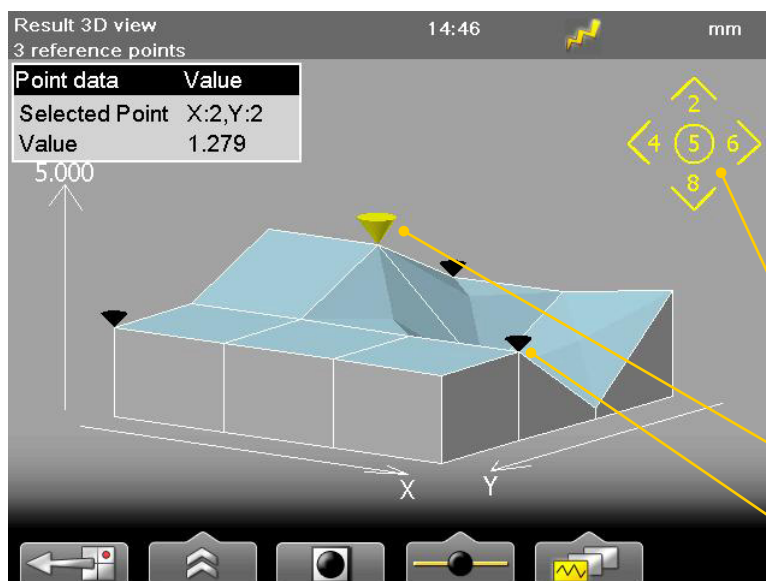 Result 3D view 14:46 mm
3 reference points
Point data Value
Selected Point X:2,Y:2
Value 1.279
5.000
2
4 5 6
8
X Y